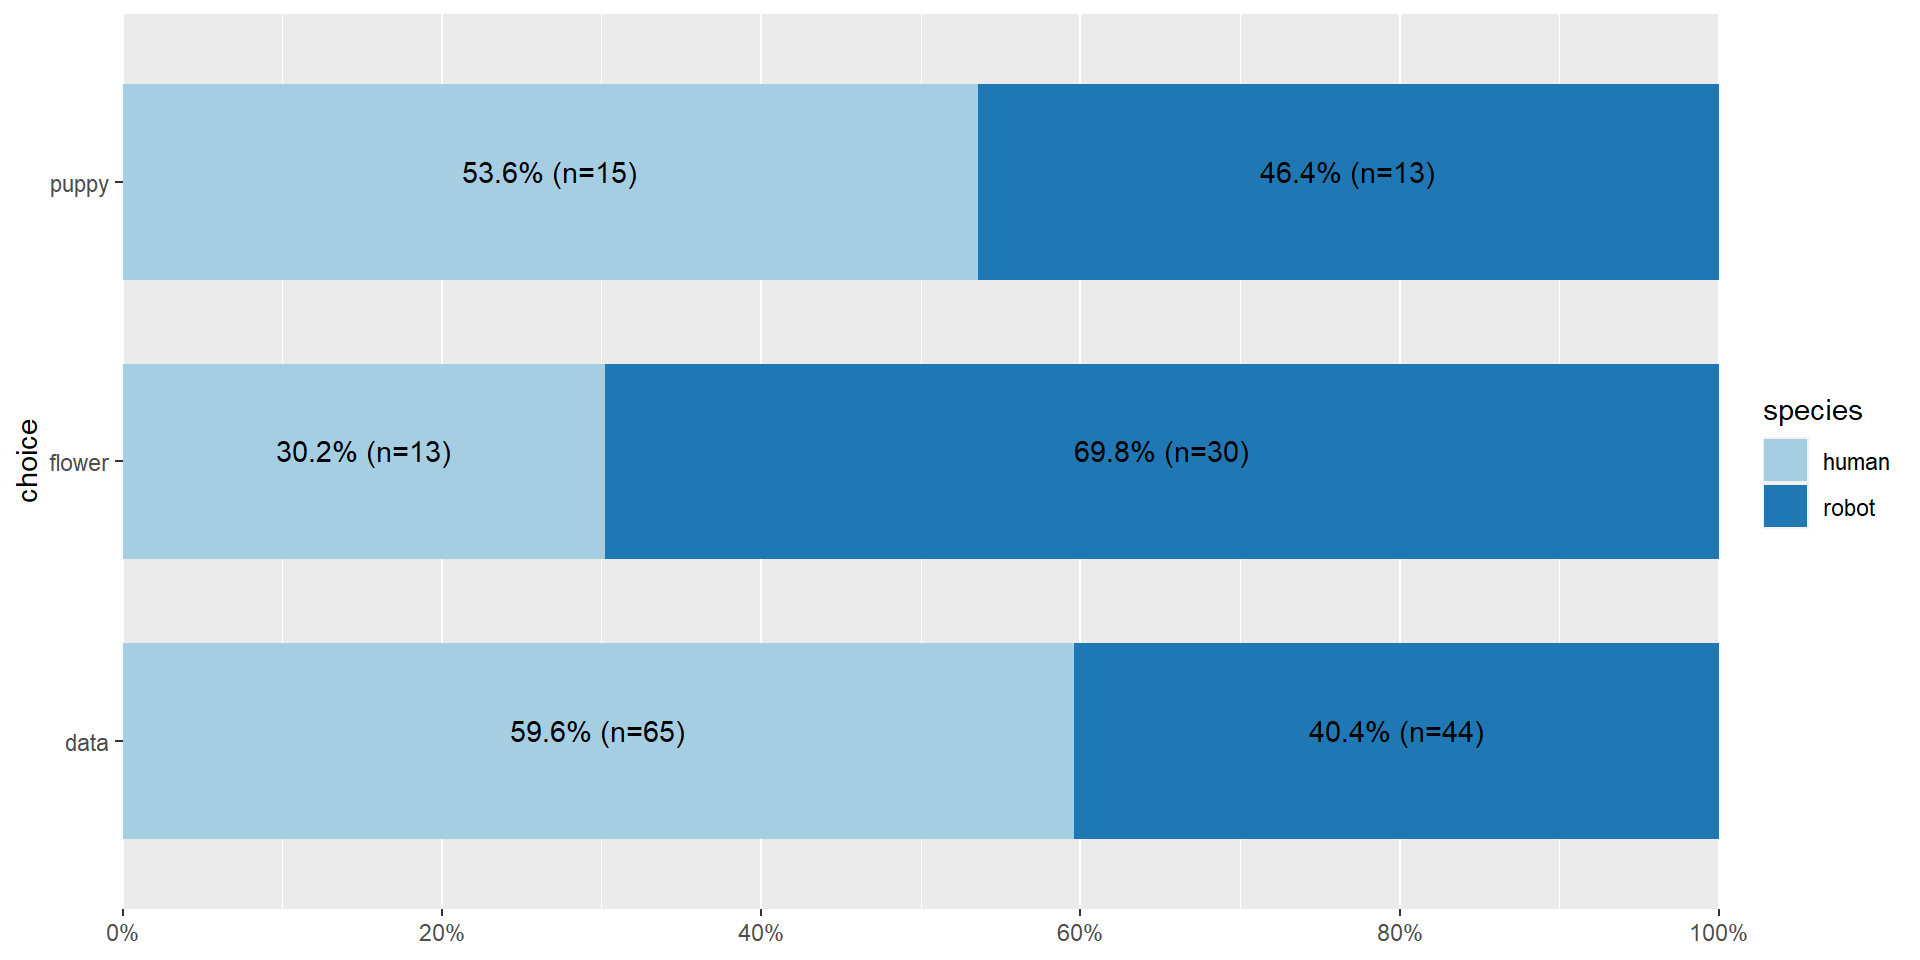 choice
puppy
53.6% (n=15)
46.4% (n=13)
flower
30.2% (n=13)
69.8% (n=30)
data
59.6% (n=65)
40.4% (n=44)
0%
20%
40%
60%
80%
100%
species
human
robot